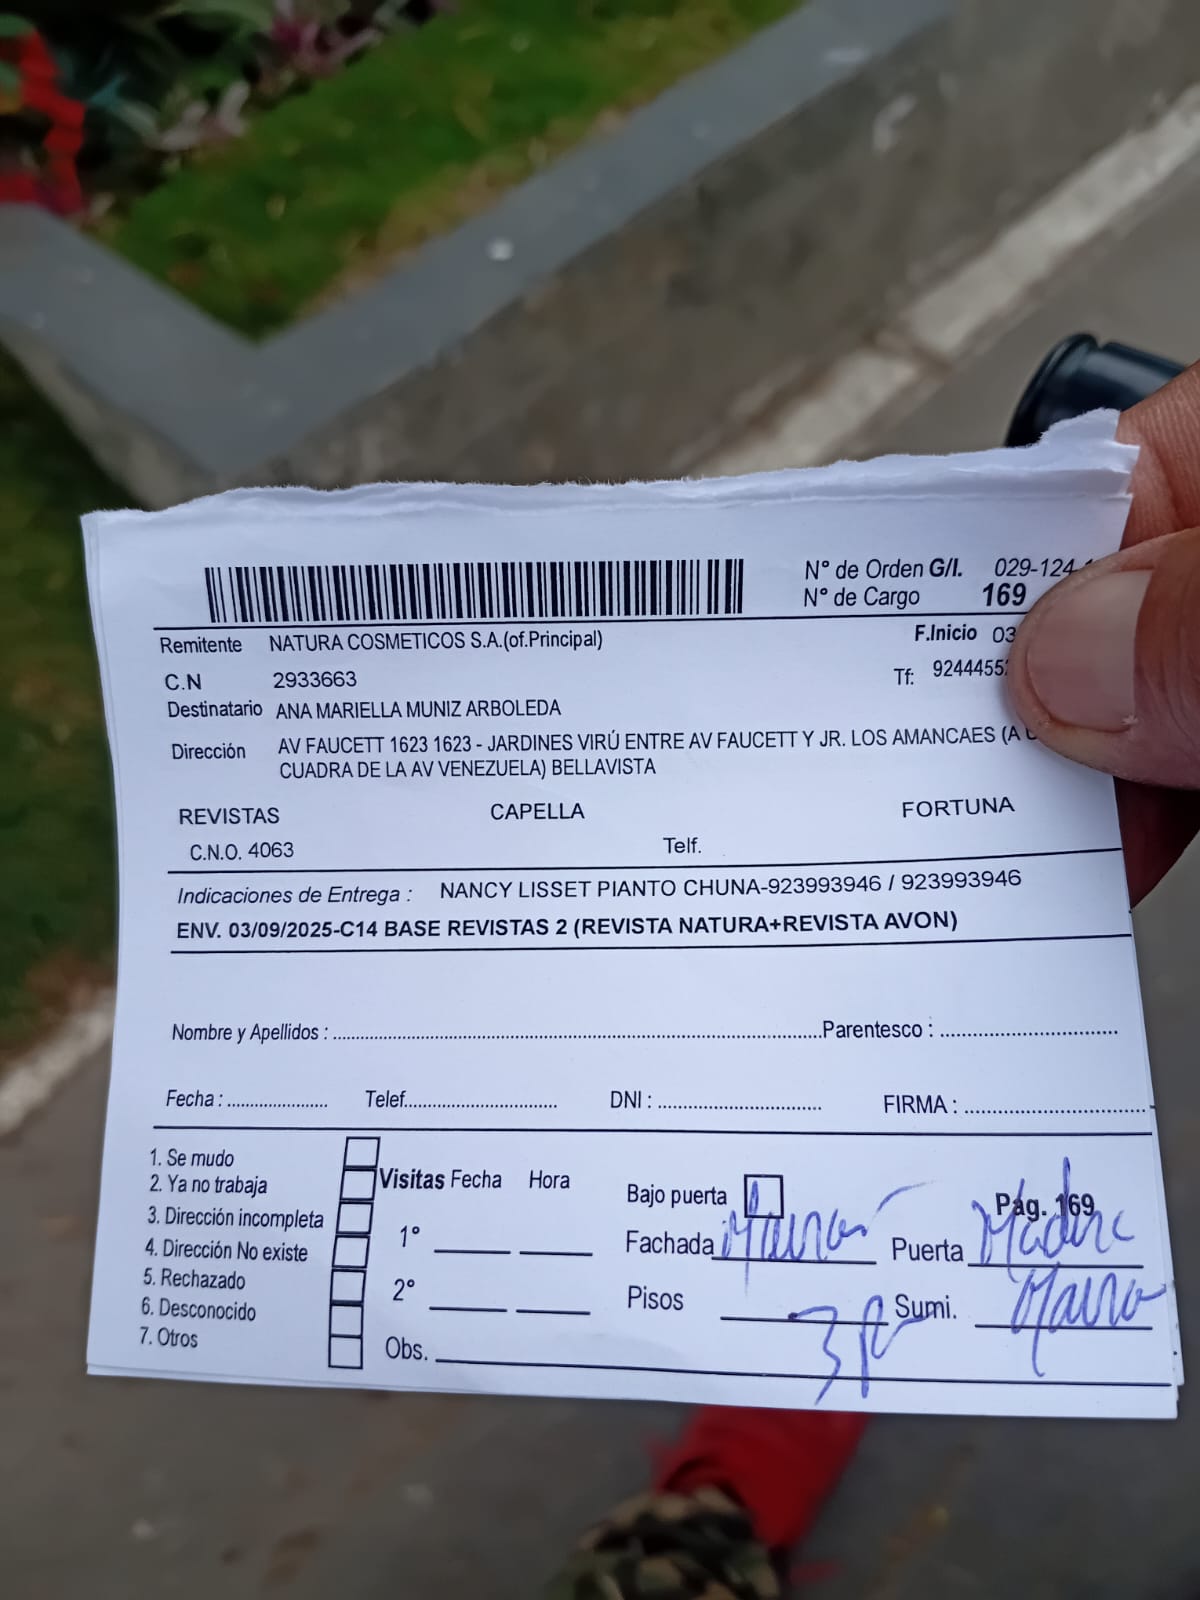 N° de Orden G/I. 029-124
N° de Cargo 169
Remitente NATURA COSMETICOS S.A.(of.Principal)
F.Inicio 03
C.N 2933663
Tf: 9244455
Destinatario ANA MARIELLA MUNIZ ARBOLEDA
Dirección AV FAUCETT 1623 1623 - JARDINES VIRÚ ENTRE AV FAUCETT Y JR. LOS AMANCAES (A
CUADRA DE LA AV VENEZUELA) BELLAVISTA
REVISTAS CAPELLA FORTUNA
C.N.O. 4063 Telf.
Indicaciones de Entrega : NANCY LISSET PIANTO CHUNA-923993946 / 923993946
ENV. 03/09/2025-C14 BASE REVISTAS 2 (REVISTA NATURA+REVISTA AVON)
Nombre y Apellidos : Parentesco :
Fecha : Telef. DNI : FIRMA :
1. Se mudo
2. Ya no trabaja
3. Dirección incompleta
4. Dirección No existe
5. Rechazado
6. Desconocido
7. Otros
Visitas Fecha Hora
1°
2°
Obs.
Bajo puerta
Pág. 169
Fachada Puerta Madera
Pisos 3P Sumi.